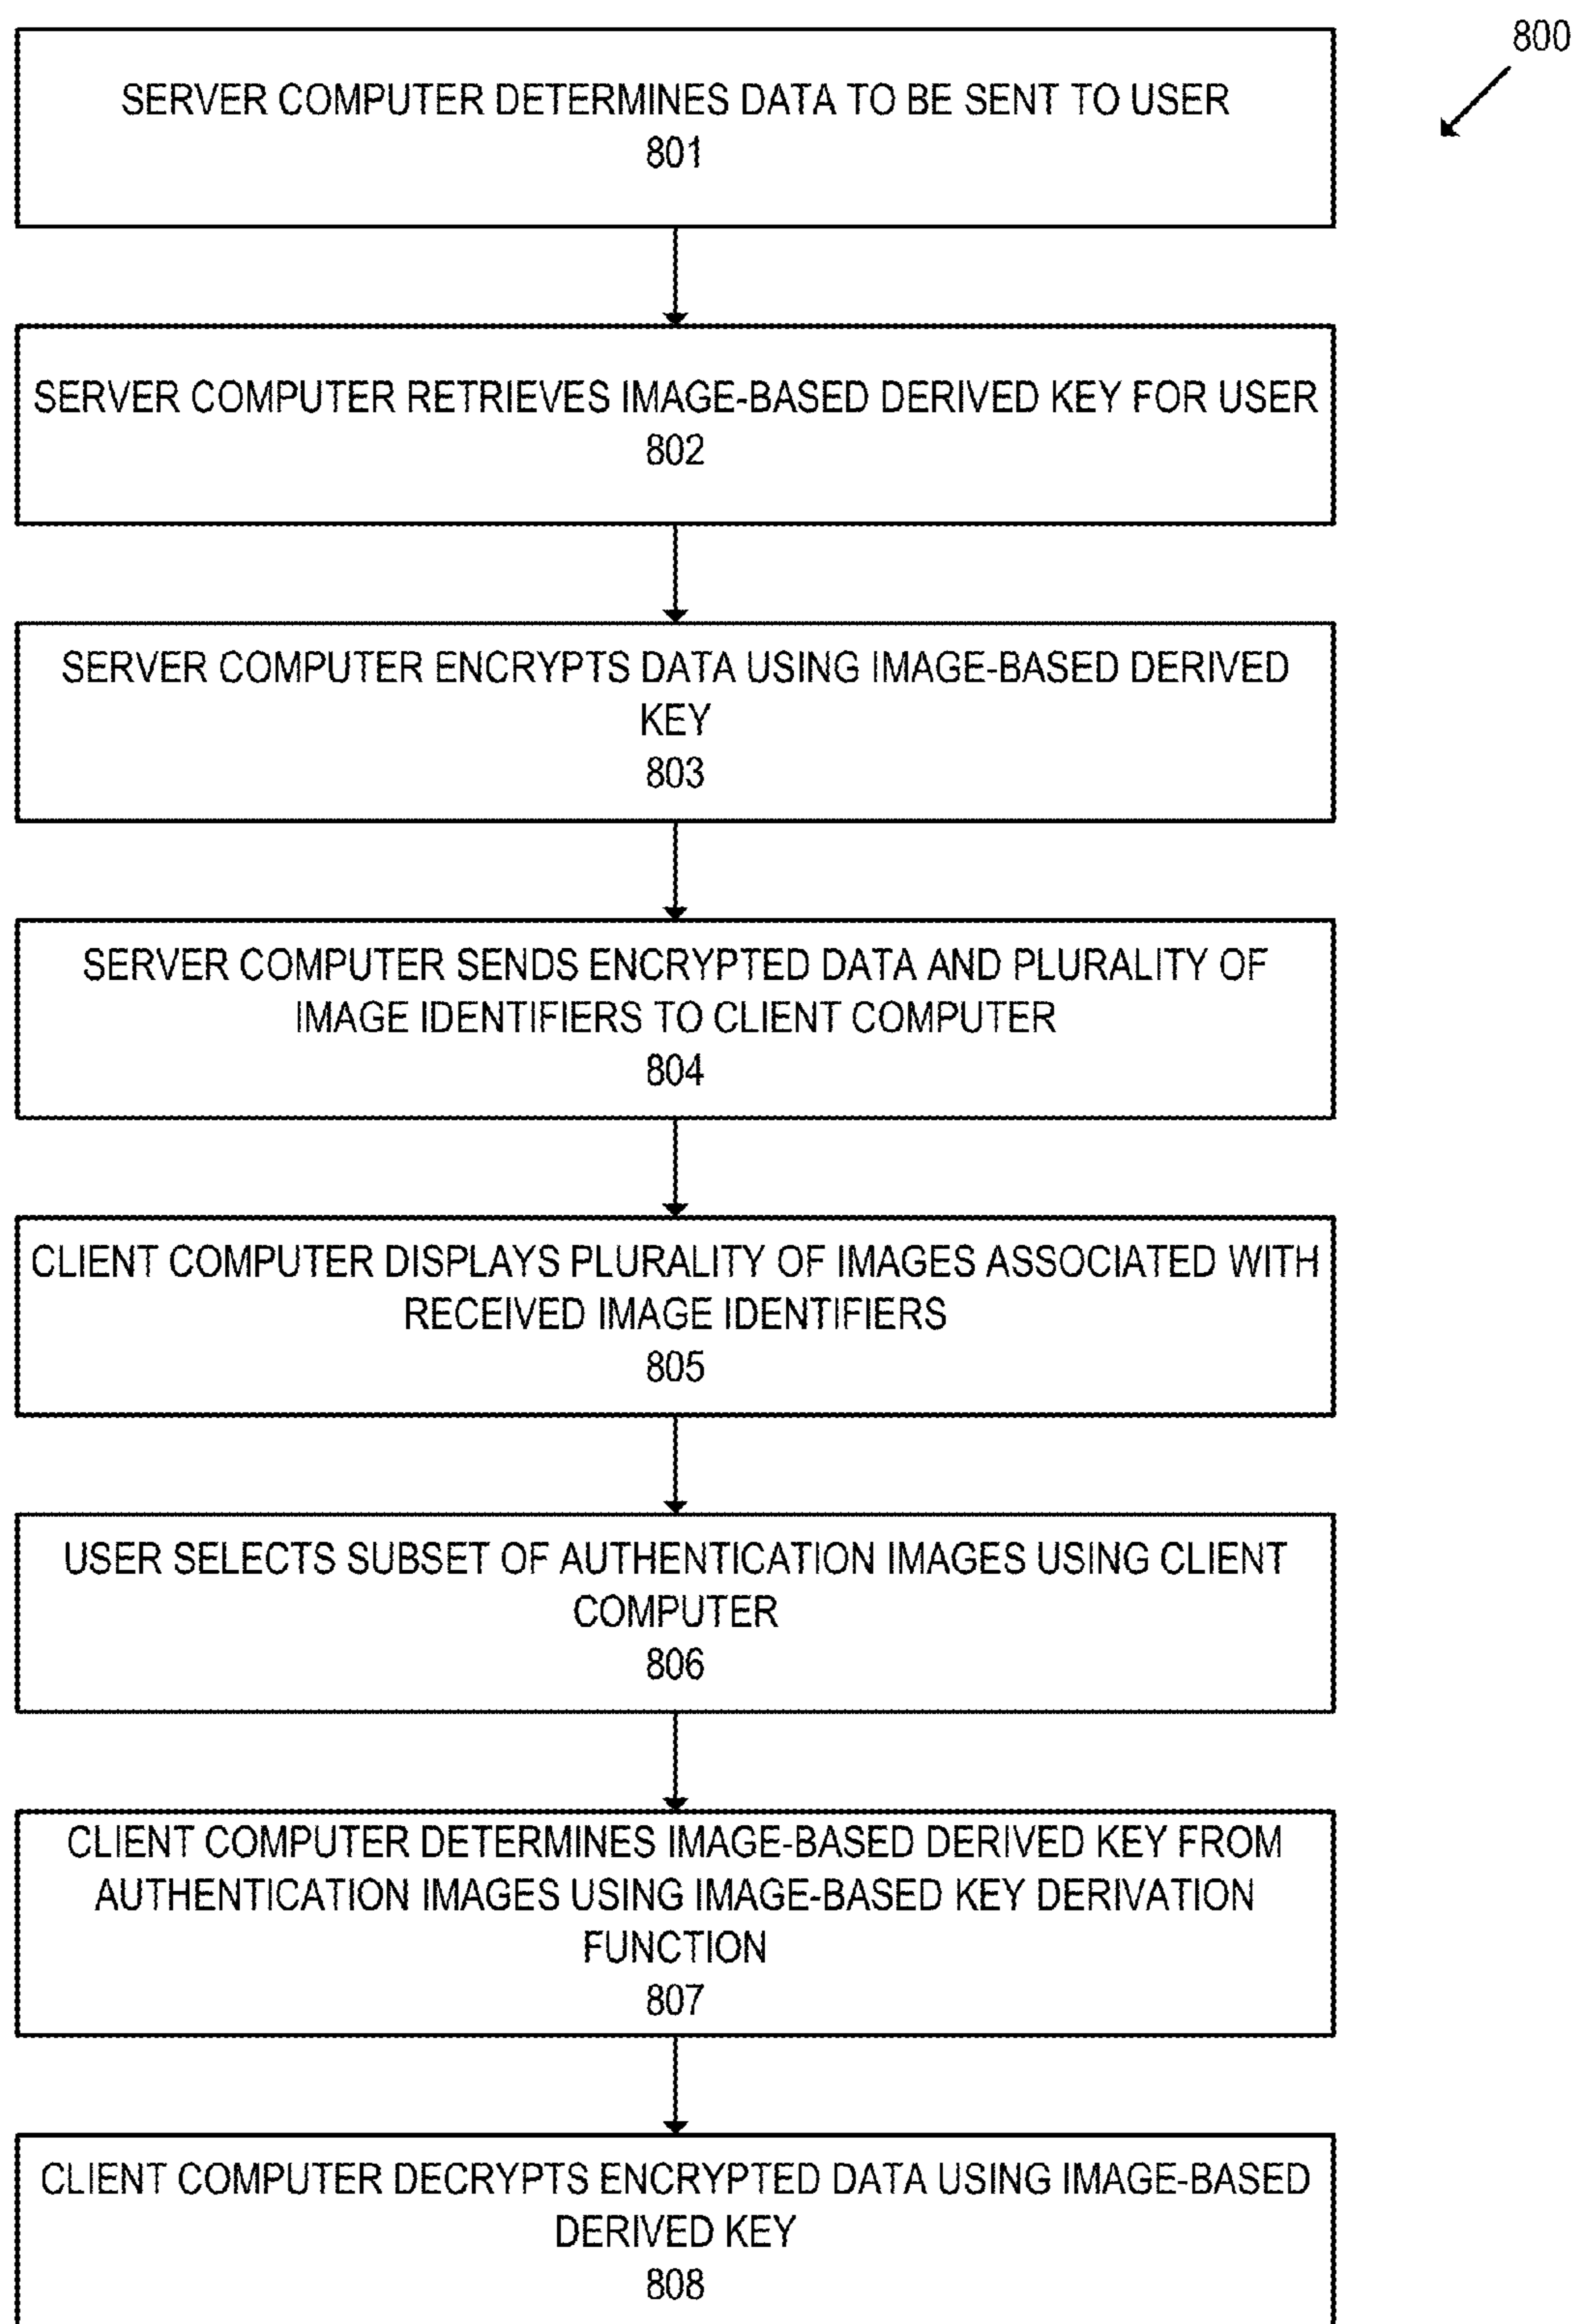 800
SERVER COMPUTER DETERMINES DATA TO BE SENT TO USER
801
SERVER COMPUTER RETRIEVES IMAGE-BASED DERIVED KEY FOR USER
802
SERVER COMPUTER ENCRYPTS DATA USING IMAGE-BASED DERIVED
KEY
803
SERVER COMPUTER SENDS ENCRYPTED DATA AND PLURALITY OF
IMAGE IDENTIFIERS TO CLIENT COMPUTER
804
CLIENT COMPUTER DISPLAYS PLURALITY OF IMAGES ASSOCIATED WITH
RECEIVED IMAGE IDENTIFIERS
805
USER SELECTS SUBSET OF AUTHENTICATION IMAGES USING CLIENT
COMPUTER
806
CLIENT COMPUTER DETERMINES IMAGE-BASED DERIVED KEY FROM
AUTHENTICATION IMAGES USING IMAGE-BASED KEY DERIVATION
FUNCTION
807
CLIENT COMPUTER DECRYPTS ENCRYPTED DATA USING IMAGE-BASED
DERIVED KEY
808